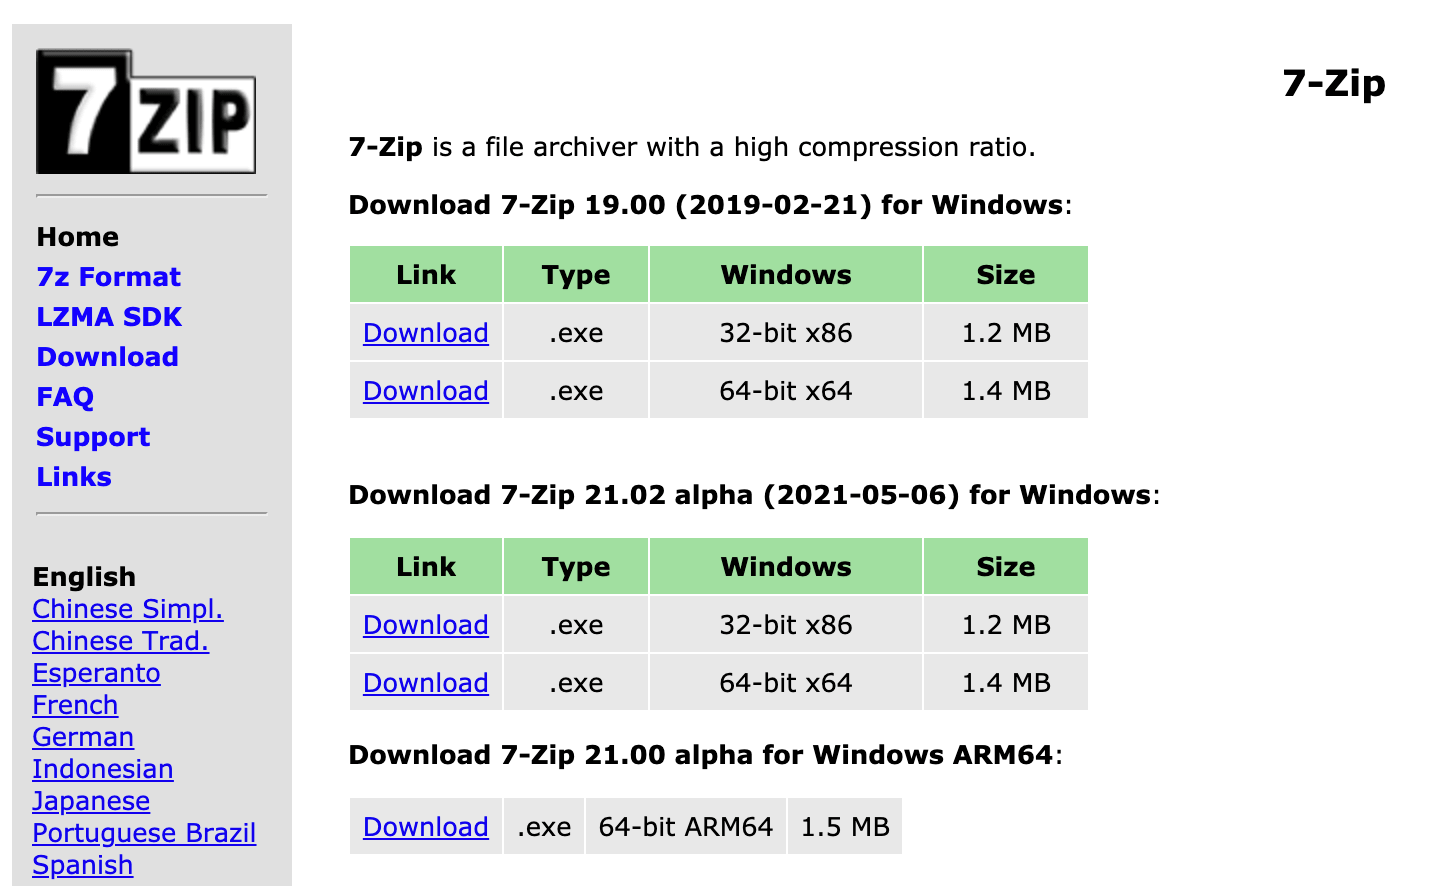 7ZIP
Home
7z Format
LZMA SDK
Download
FAQ
Support
Links
English
Chinese Simpl.
Chinese Trad.
Esperanto
French
German
Indonesian
Japanese
Portuguese Brazil
Spanish
7-Zip
7-Zip is a file archiver with a high compression ratio.
Download 7-Zip 19.00 (2019-02-21) for Windows:
Link Type Windows Size
Download .exe 32-bit x86 1.2 MB
Download .exe 64-bit x64 1.4 MB
Download 7-Zip 21.02 alpha (2021-05-06) for Windows:
Link Type Windows Size
Download .exe 32-bit x86 1.2 MB
Download .exe 64-bit x64 1.4 MB
Download 7-Zip 21.00 alpha for Windows ARM64:
Download .exe 64-bit ARM64 1.5 MB